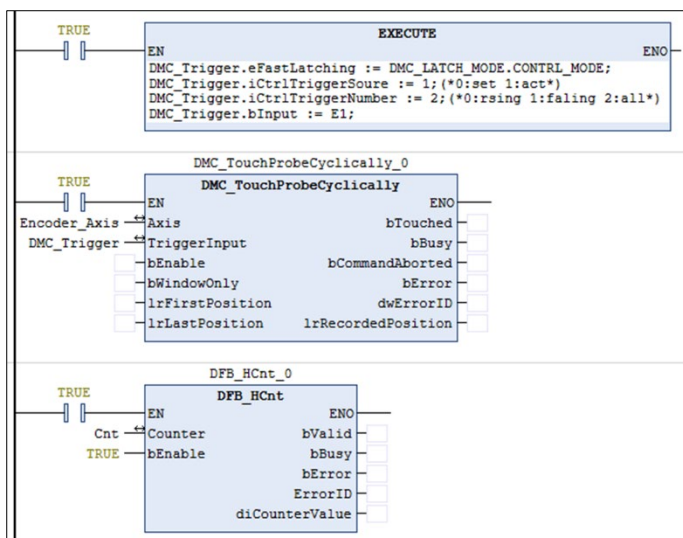 TRUE
EXECUTE
EN ENO
DMC_Trigger.eFastLatching := DMC_LATCH_MODE.CONTRL_MODE;
DMC_Trigger.iCtrlTriggerSoure := 1;(*0:set 1:act*)
DMC_Trigger.iCtrlTriggerNumber := 2;(*0:rsing 1:faling 2:all*)
DMC_Trigger.bInput := E1;
DMC_TouchProbeCyclically_0
TRUE
DMC_TouchProbeCyclically
EN ENO
Encoder_Axis Axis bTouched
DMC_Trigger TriggerInput bBusy
bEnable bCommandAborted
bWindowOnly bError
lrFirstPosition dwErrorID
lrLastPosition lrRecordedPosition
DFB_HCnt_0
TRUE
DFB_HCnt
EN ENO
Cnt Counter bValid
TRUE bEnable bBusy
bError
ErrorID
diCounterValue